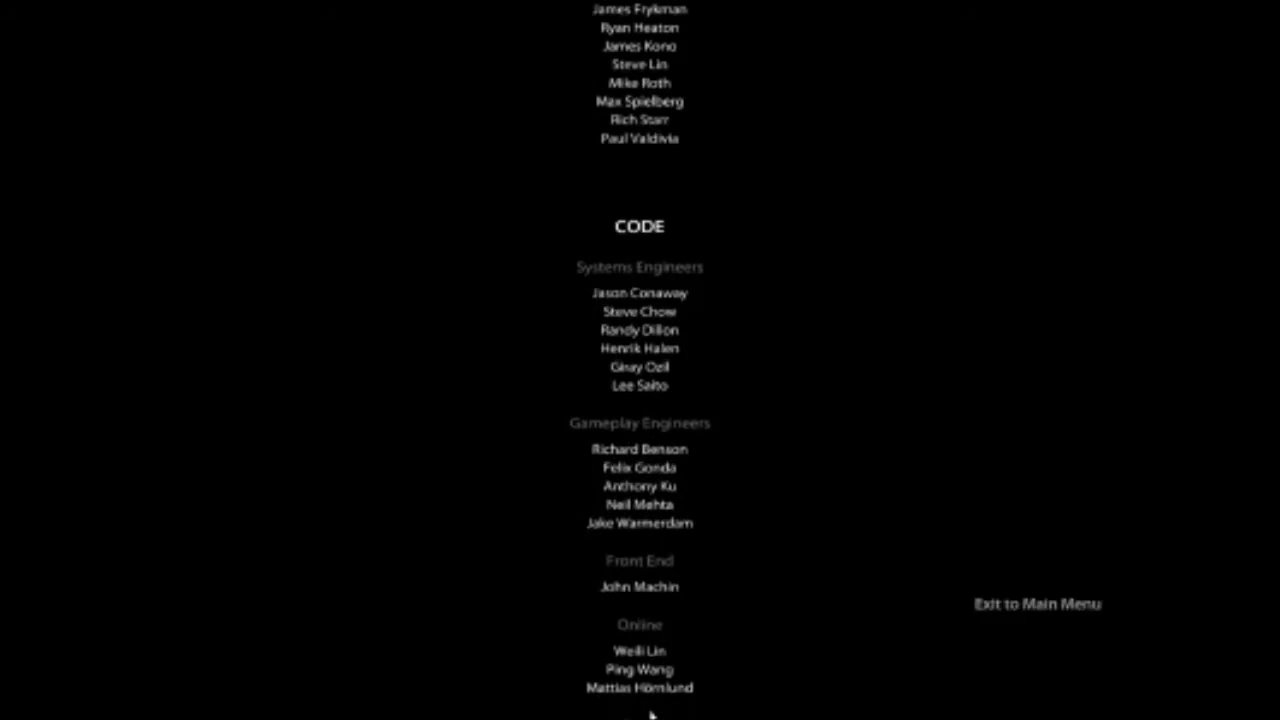 James Frykman
Ryan Heaton
James Kono
Steve Lin
Mike Roth
Max Spielberg
Rich Starr
Paul Valdivia
CODE
Systems Engineers
Jason Conaway
Steve Chow
Randy Dillon
Henrik Halen
Giray Ozil
Lee Saito
Gameplay Engineers
Richard Benson
Felix Gonda
Anthony Ku
Neil Mehta
Jake Warmerdam
Front End
John Machin
Exit to Main Menu
Online
Weili Lin
Ping Wang
Mattias Hörnlund